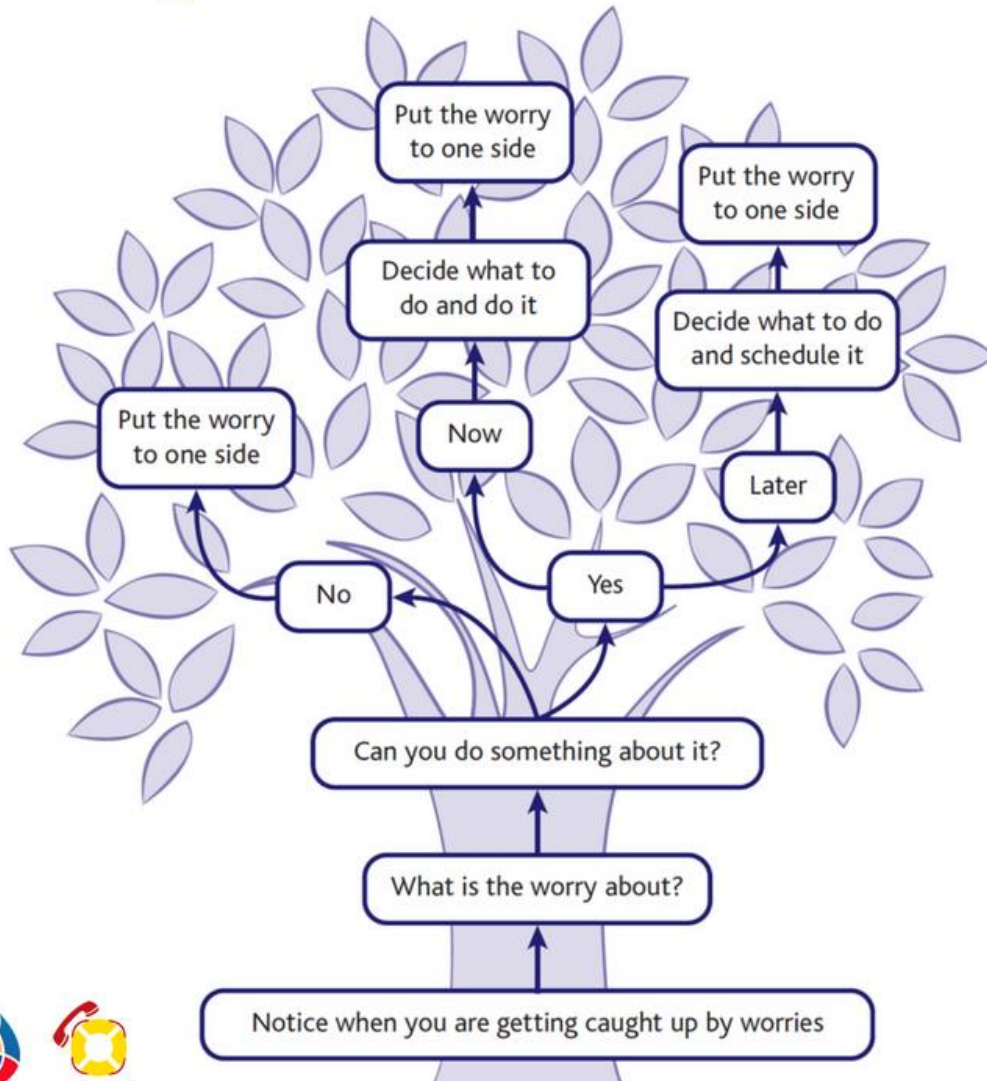 Put the worry
to one side
Put the worry
to one side
Decide what to
do and do it
Decide what to do
and schedule it
Put the worry
to one side
Now
Later
No
Yes
Can you do something about it?
What is the worry about?
Notice when you are getting caught up by worries